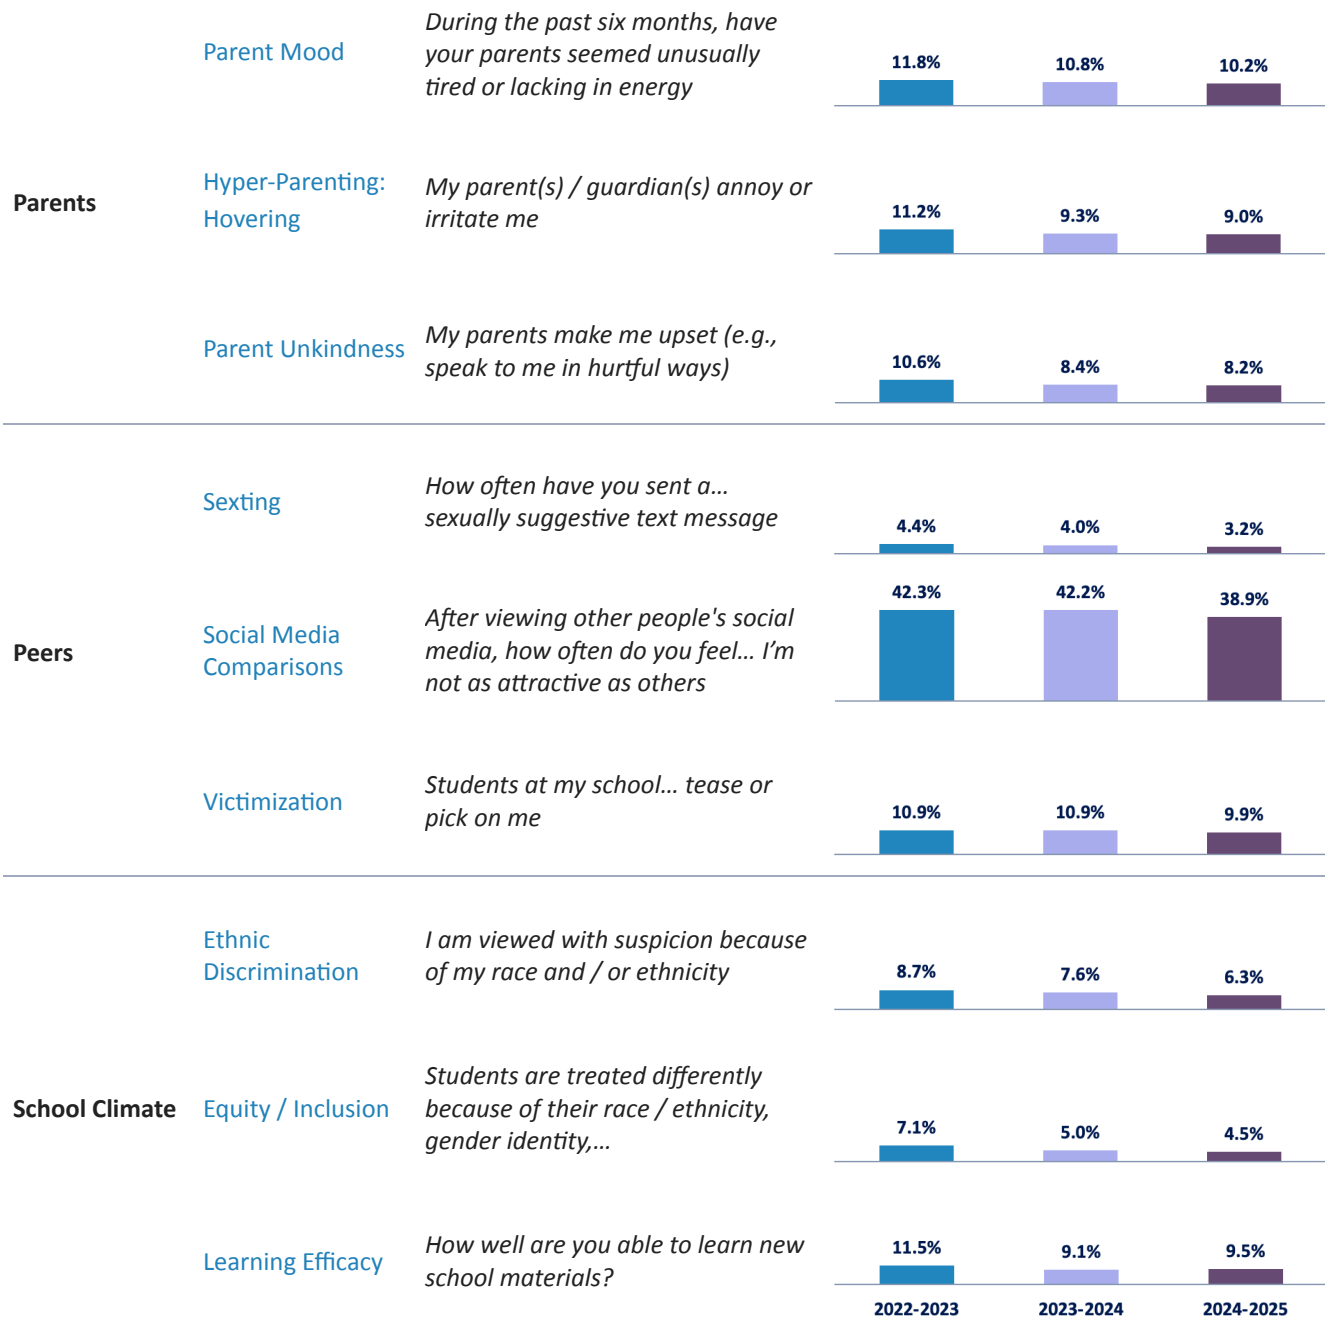 Parents
Parent Mood
During the past six months, have
your parents seemed unusually
tired or lacking in energy
11.8%
10.8%
10.2%
Hyper-Parenting:
Hovering
My parent(s) / guardian(s) annoy or
irritate me
11.2%
9.3%
9.0%
Parent Unkindness
My parents make me upset (e.g.,
speak to me in hurtful ways)
10.6%
8.4%
8.2%
Peers
Sexting
How often have you sent a…
sexually suggestive text message
4.4%
4.0%
3.2%
Social Media
Comparisons
After viewing other people's social
media, how often do you feel… I’m
not as attractive as others
42.3%
42.2%
38.9%
Victimization
Students at my school… tease or
pick on me
10.9%
10.9%
9.9%
School Climate
Ethnic
Discrimination
I am viewed with suspicion because
of my race and / or ethnicity
8.7%
7.6%
6.3%
Equity / Inclusion
Students are treated differently
because of their race / ethnicity,
gender identity,…
7.1%
5.0%
4.5%
Learning Efficacy
How well are you able to learn new
school materials?
11.5%
9.1%
9.5%
2022-2023
2023-2024
2024-2025